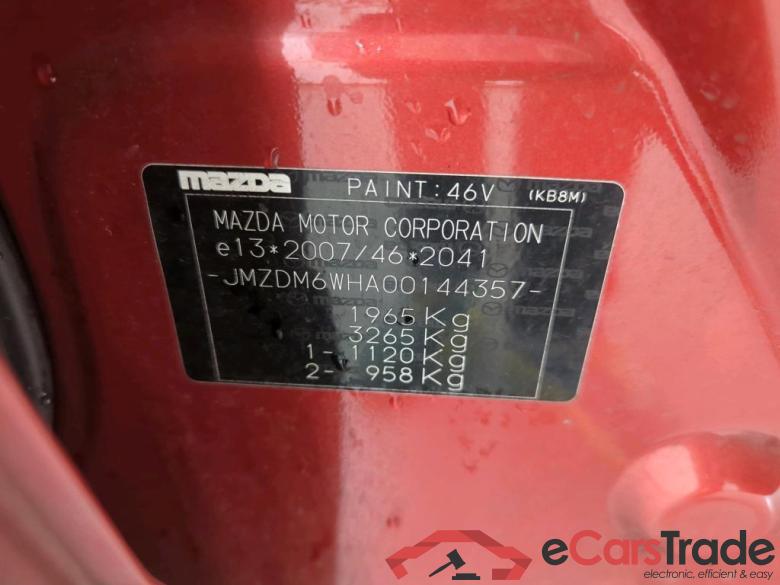 mazda PAINT:46V (KB8M)
MAZDA MOTOR CORPORATION
e13*2007/46*2041
-JMZDM6WHA00144357-
1965Kg
3265Kg
1- 1120Kg
2- 958Kg
eCarsTrade
electronic, efficient & easy